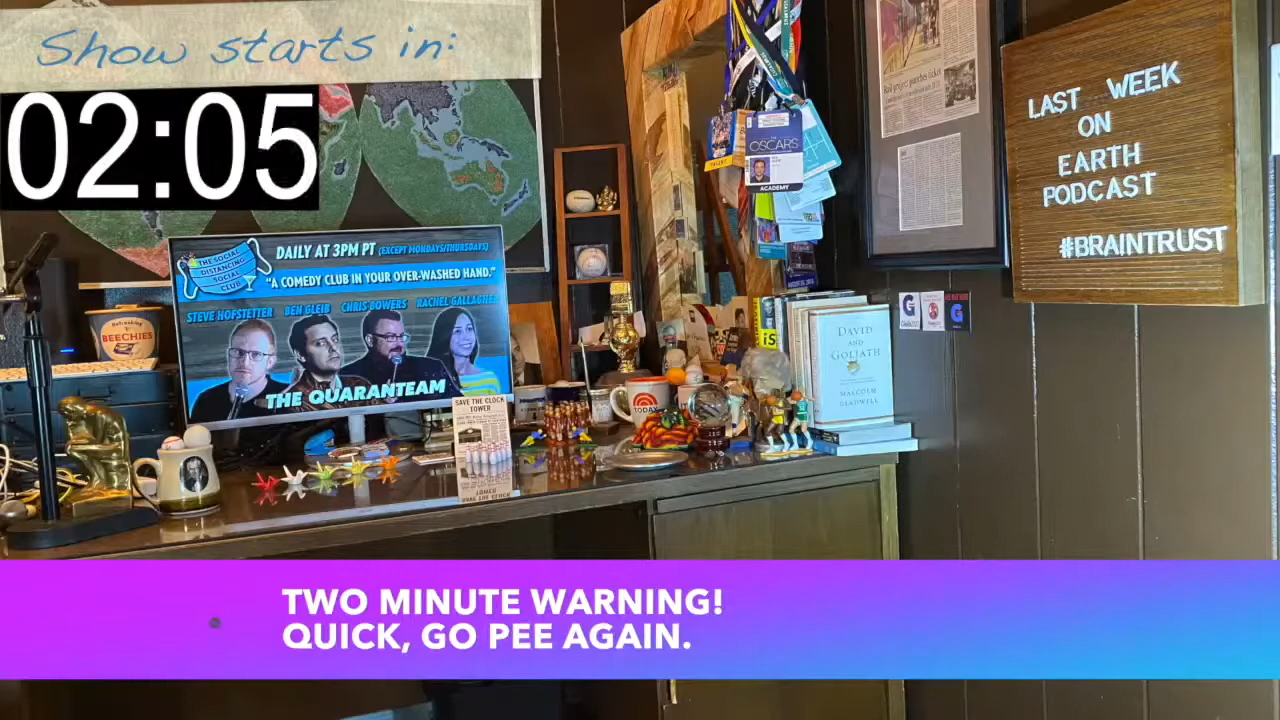 Show starts in:
02:05
LAST WEEK
ON
EARTH
PODCAST
#BRAINTRUST
OSCARS
ACADEMY
THE SOCIAL
DISTANCING
SOCIAL
CLUB
DAILY AT 3PM PT (EXCEPT MONDAYS/THURSDAYS)
"A COMEDY CLUB IN YOUR OVER-WASHED HAND."
STEVE HOFSTETTER BEN GLEIB CHRIS BOWERS RACHEL GALLAGHER
THE QUARANTEAM
BEECHIES
SAVE THE CLOCK
TOWER
TODAY
iS
DAVID
AND
GOLIATH
MALCOLM
GLADWELL
G
G
TWO MINUTE WARNING!
QUICK, GO PEE AGAIN.